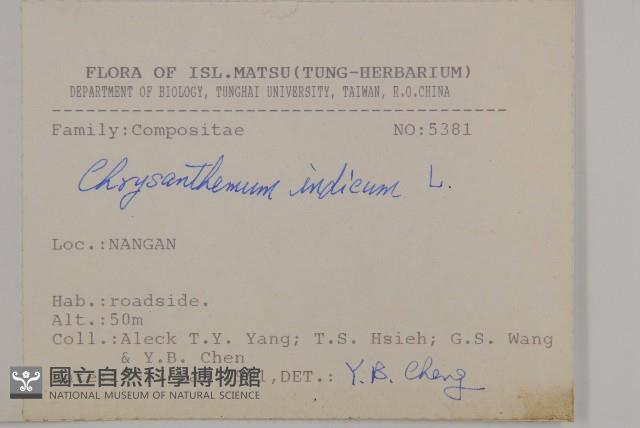 FLORA OF ISL.MATSU(TUNG-HERBARIUM)
DEPARTMENT OF BIOLOGY, TUNGHAI UNIVERSITY, TAIWAN, R.O.CHINA
Family:Compositae NO:5381
Chrysanthemum indicum L.
Loc.:NANGAN
Hab.:roadside.
Alt.:50m
Coll.:Aleck T.Y. Yang; T.S. Hsieh; G.S. Wang
& Y.B. Chen
DET.: Y. B. Cheng
國立自然科學博物館
NATIONAL MUSEUM OF NATURAL SCIENCE